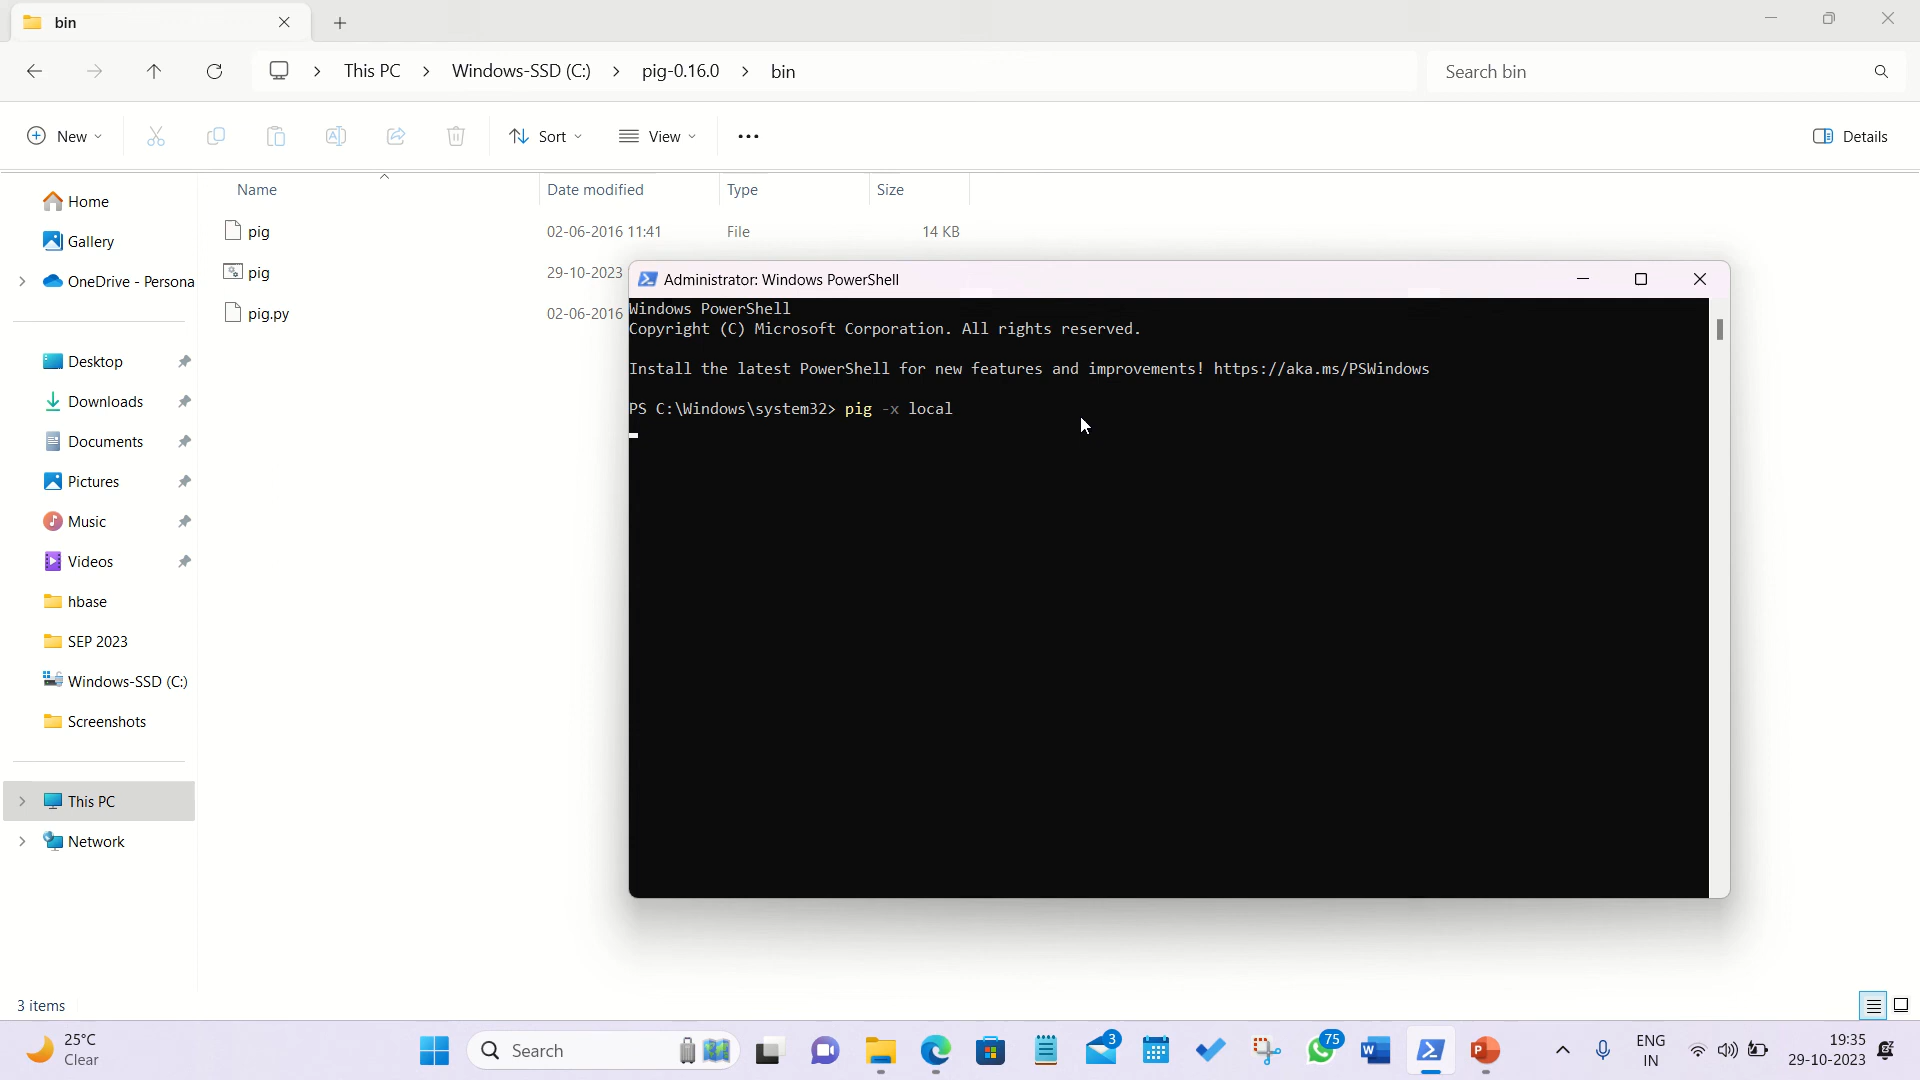 bin
This PC
Windows-SSD (C:)
pig-0.16.0
bin
Search bin
New
Sort
View
Details
Name
Date modified
Type
Size
pig
02-06-2016 11:41
File
14 KB
pig
29-10-2023
pig.py
02-06-2016
Home
Gallery
OneDrive - Persona
Desktop
Downloads
Documents
Pictures
Music
Videos
hbase
SEP 2023
Windows-SSD (C:)
Screenshots
This PC
Network
3 items
Administrator: Windows PowerShell
Windows PowerShell
Copyright (C) Microsoft Corporation. All rights reserved.
Install the latest PowerShell for new features and improvements! https://aka.ms/PSWindows
PS C:\Windows\system32> pig -x local
25°C
Clear
Search
3
75
W
P
ENG
IN
19:35
29-10-2023